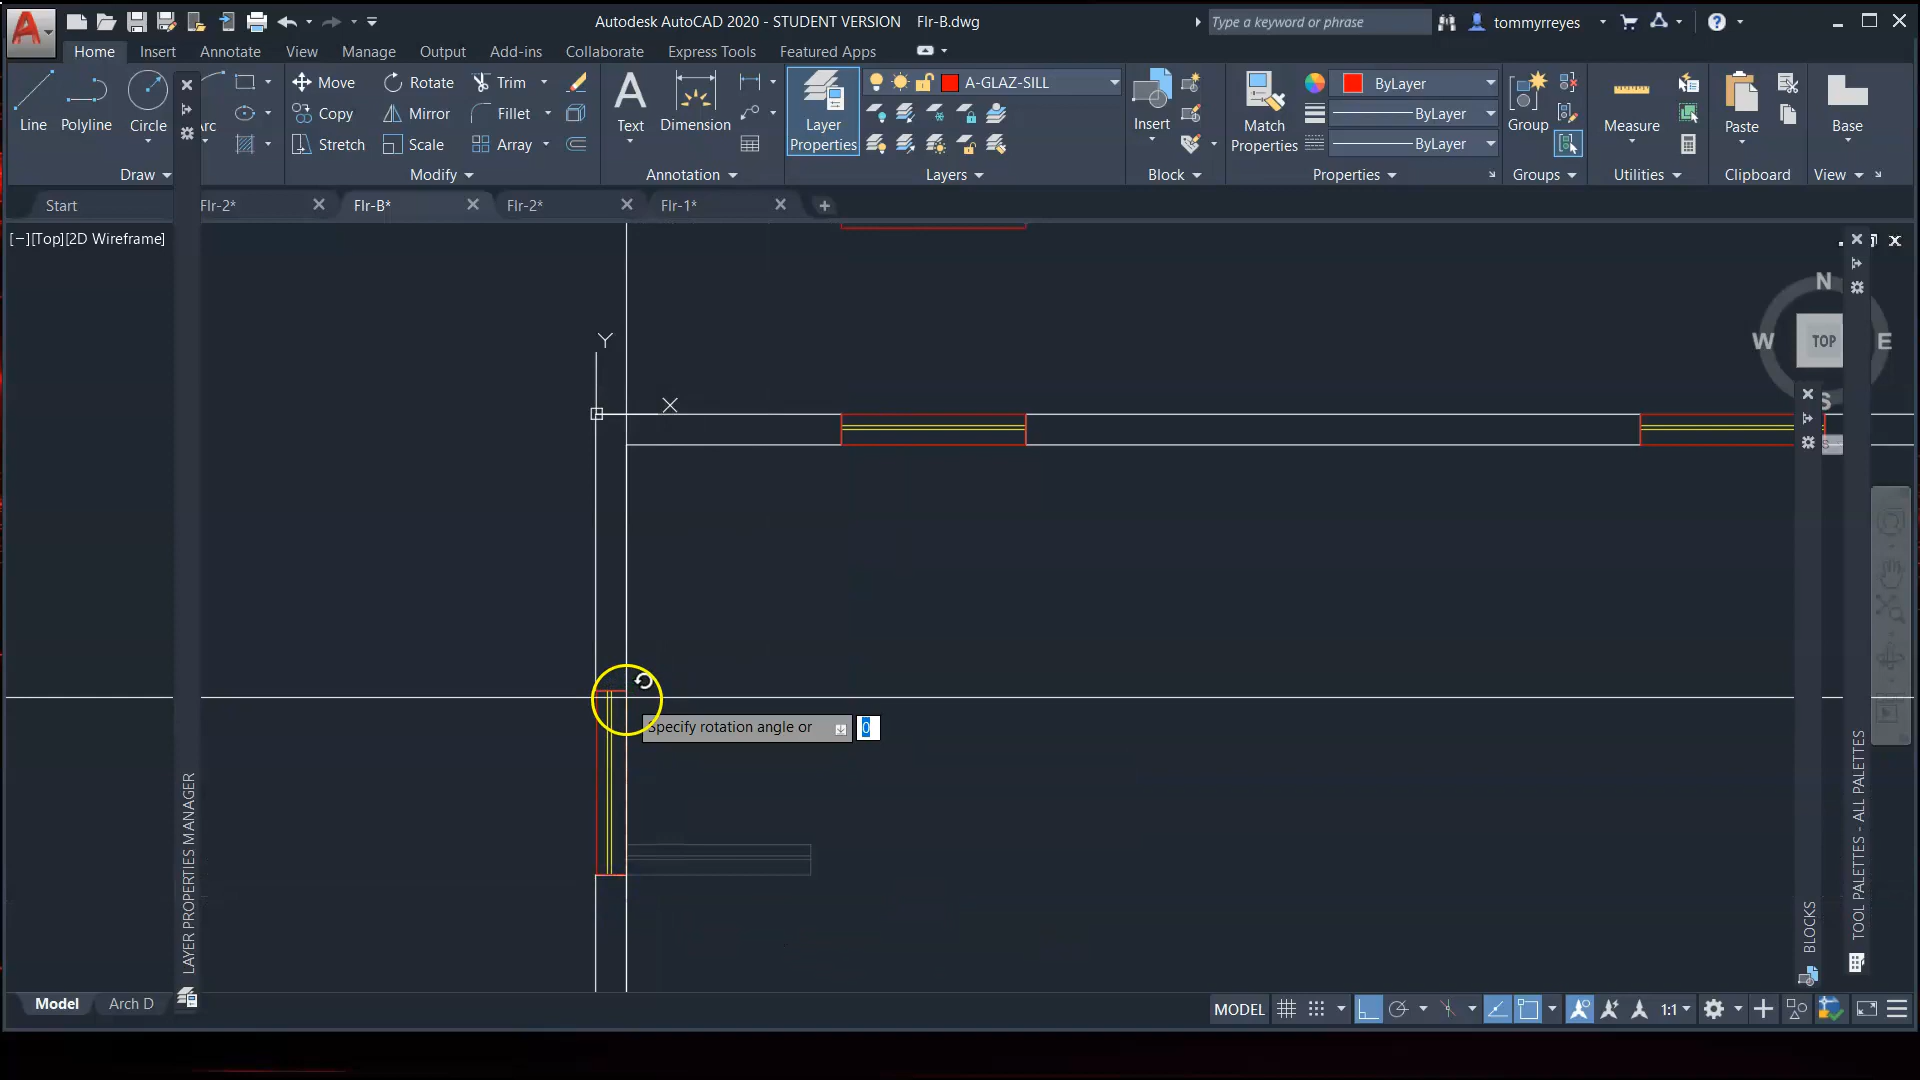 Autodesk AutoCAD 2020 - STUDENT VERSION   Flr-B.dwg
Type a keyword or phrase
tommyrreyes
Home Insert Annotate View Manage Output Add-ins Collaborate Express Tools Featured Apps
Line
Polyline
Circle
Arc
Draw
Move
Rotate
Trim
Copy
Mirror
Fillet
Stretch
Scale
Array
Modify
Text
Dimension
Annotation
Layer
Properties
A-GLAZ-SILL
Layers
Insert
Block
Match
Properties
ByLayer
ByLayer
ByLayer
Properties
Group
Groups
Measure
Utilities
Paste
Clipboard
Base
View
Start
Flr-2*
Flr-B*
Flr-2*
Flr-1*
[−][Top][2D Wireframe]
N
W
TOP
E
S
Y
X
Specify rotation angle or
0
LAYER PROPERTIES MANAGER
BLOCKS
TOOL PALETTES - ALL PALETTES
Model
Arch D
MODEL
1:1